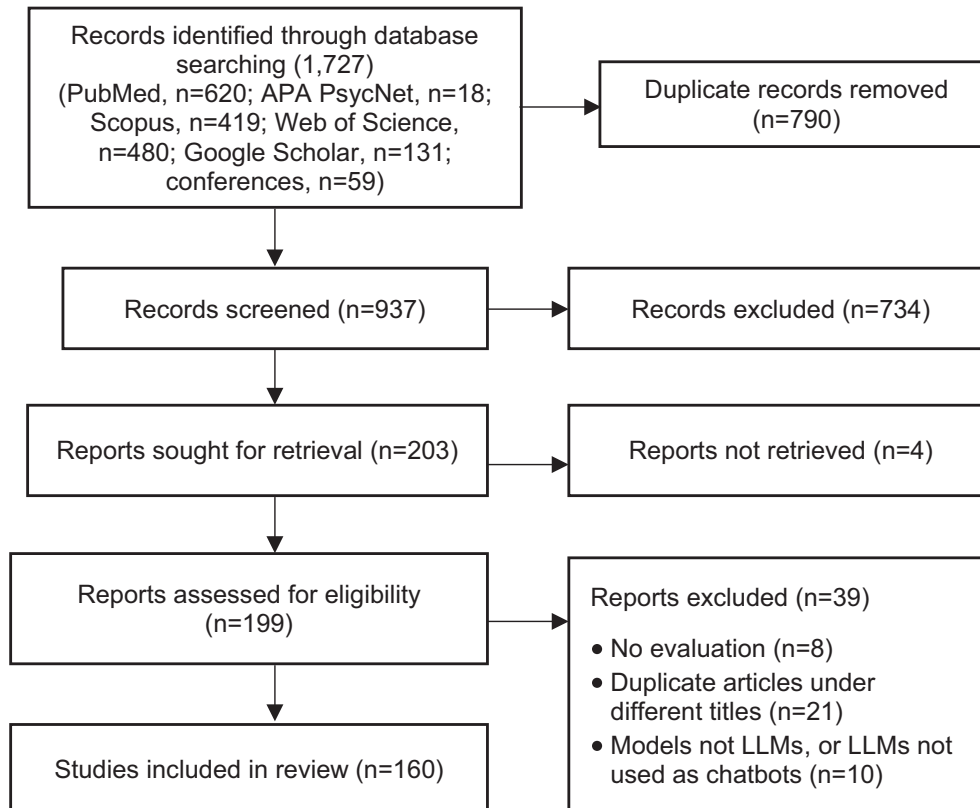 Records identified through database
searching (1,727)
(PubMed, n=620; APA PsycNet, n=18;
Scopus, n=419; Web of Science,
n=480; Google Scholar, n=131;
conferences, n=59)
Duplicate records removed
(n=790)
Records screened (n=937)
Records excluded (n=734)
Reports sought for retrieval (n=203)
Reports not retrieved (n=4)
Reports assessed for eligibility
(n=199)
Reports excluded (n=39)
• No evaluation (n=8)
• Duplicate articles under
different titles (n=21)
• Models not LLMs, or LLMs not
used as chatbots (n=10)
Studies included in review (n=160)